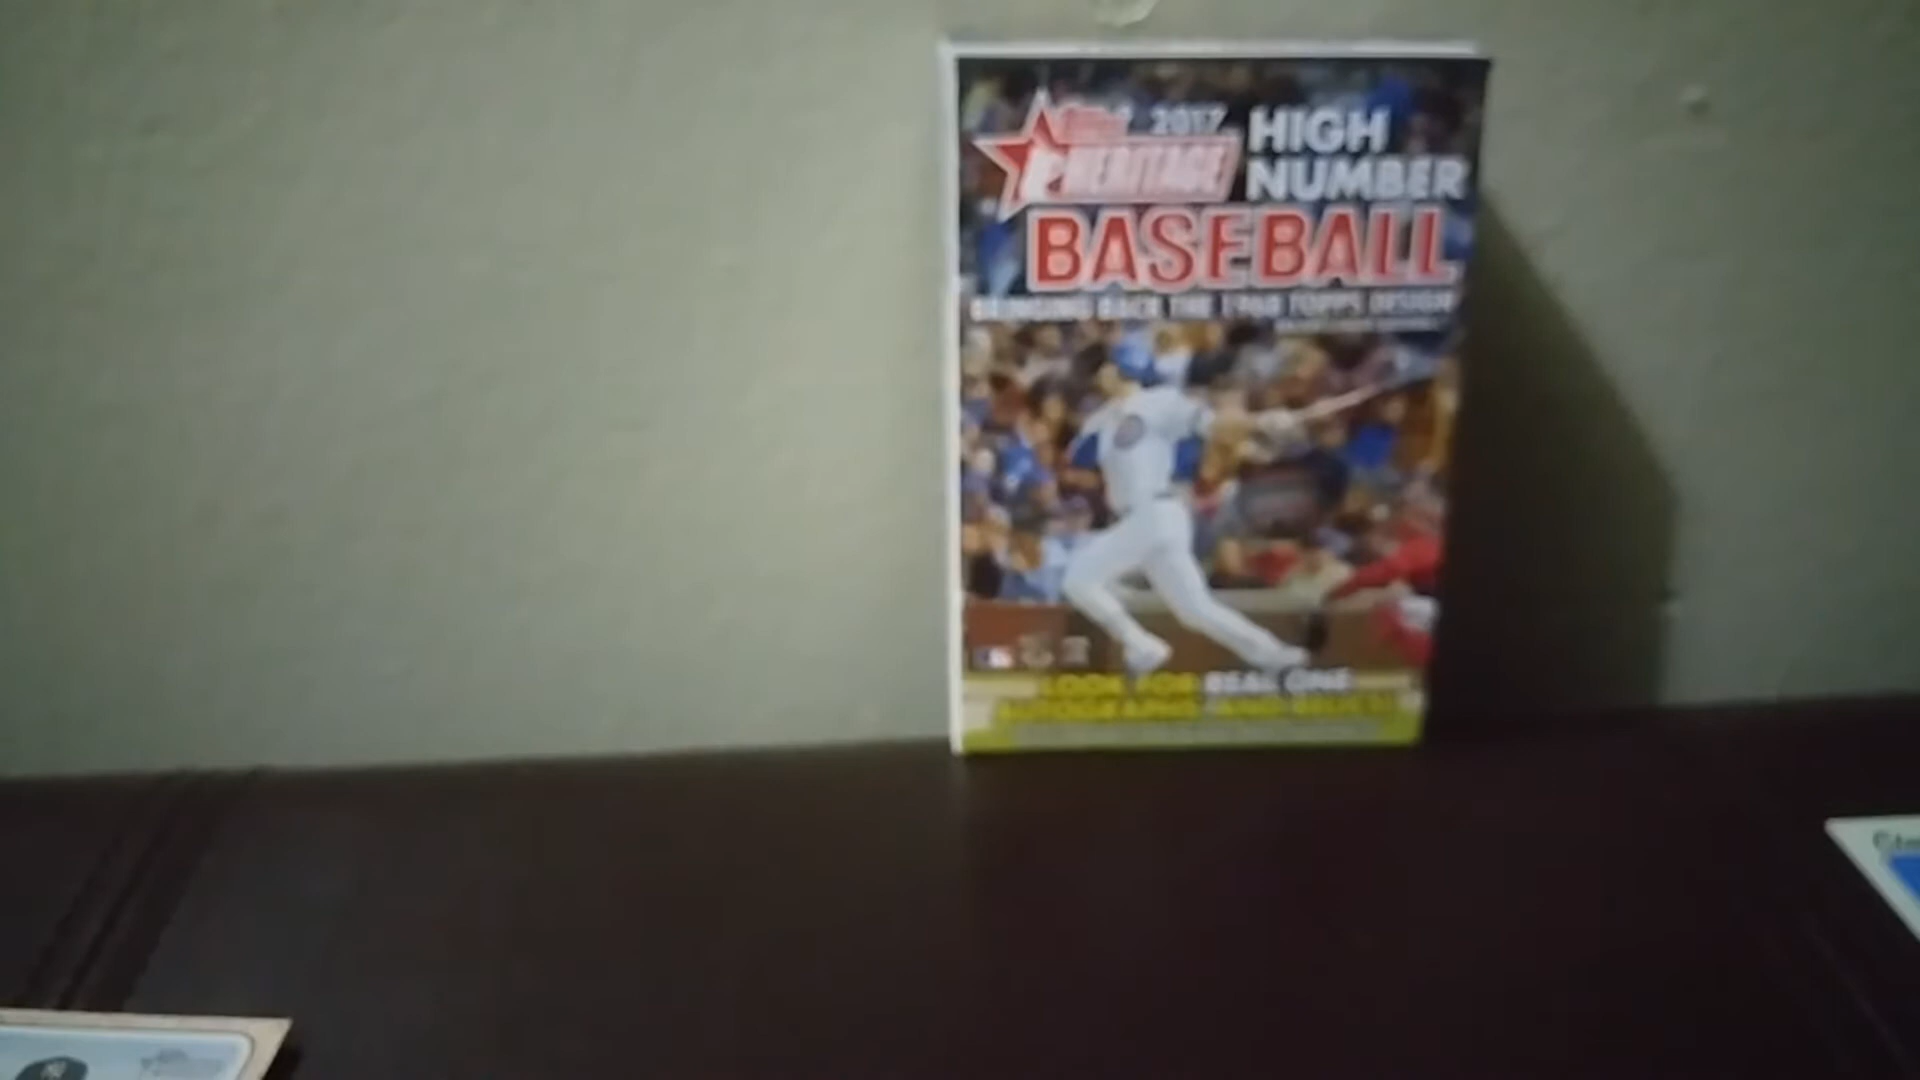 Topps 2017
HERITAGE
HIGH
NUMBER
BASEBALL
BRINGING BACK THE 1968 TOPPS DESIGN
LOOK FOR REAL ONE
AUTOGRAPHS AND RELICS!